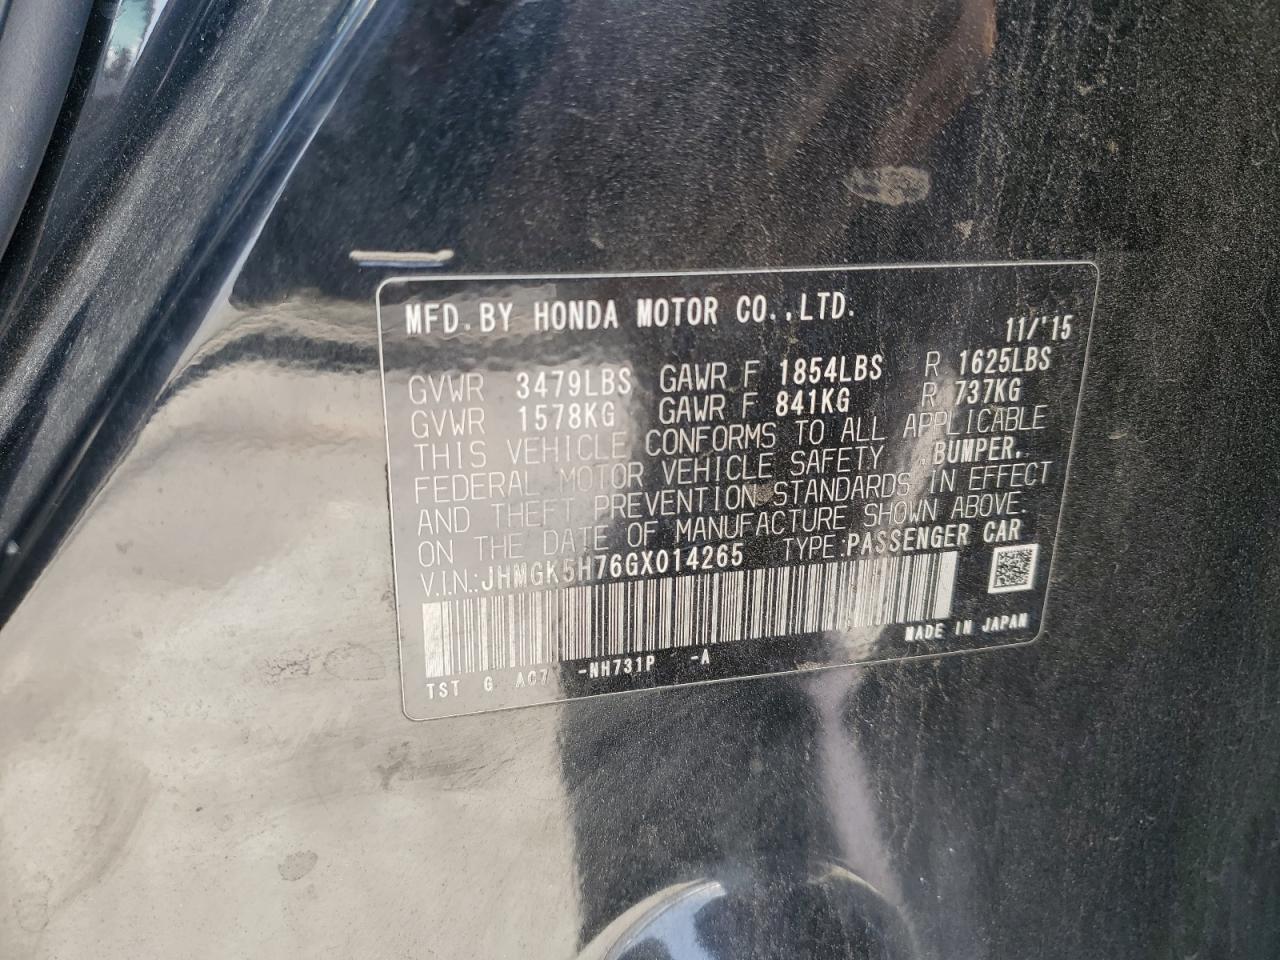 MFD.BY HONDA MOTOR CO.,LTD.
11/'15
GVWR 3479LBS GAWR F 1854LBS R 1625LBS
GVWR 1578KG GAWR F 841KG R 737KG
THIS VEHICLE CONFORMS TO ALL APPLICABLE
FEDERAL MOTOR VEHICLE SAFETY ,BUMPER,
AND THEFT PREVENTION STANDARDS IN EFFECT
ON THE DATE OF MANUFACTURE SHOWN ABOVE.
V.I.N.:JHMGK5H76GX014265 TYPE:PASSENGER CAR
MADE IN JAPAN
TST G AC7 -NH731P -A